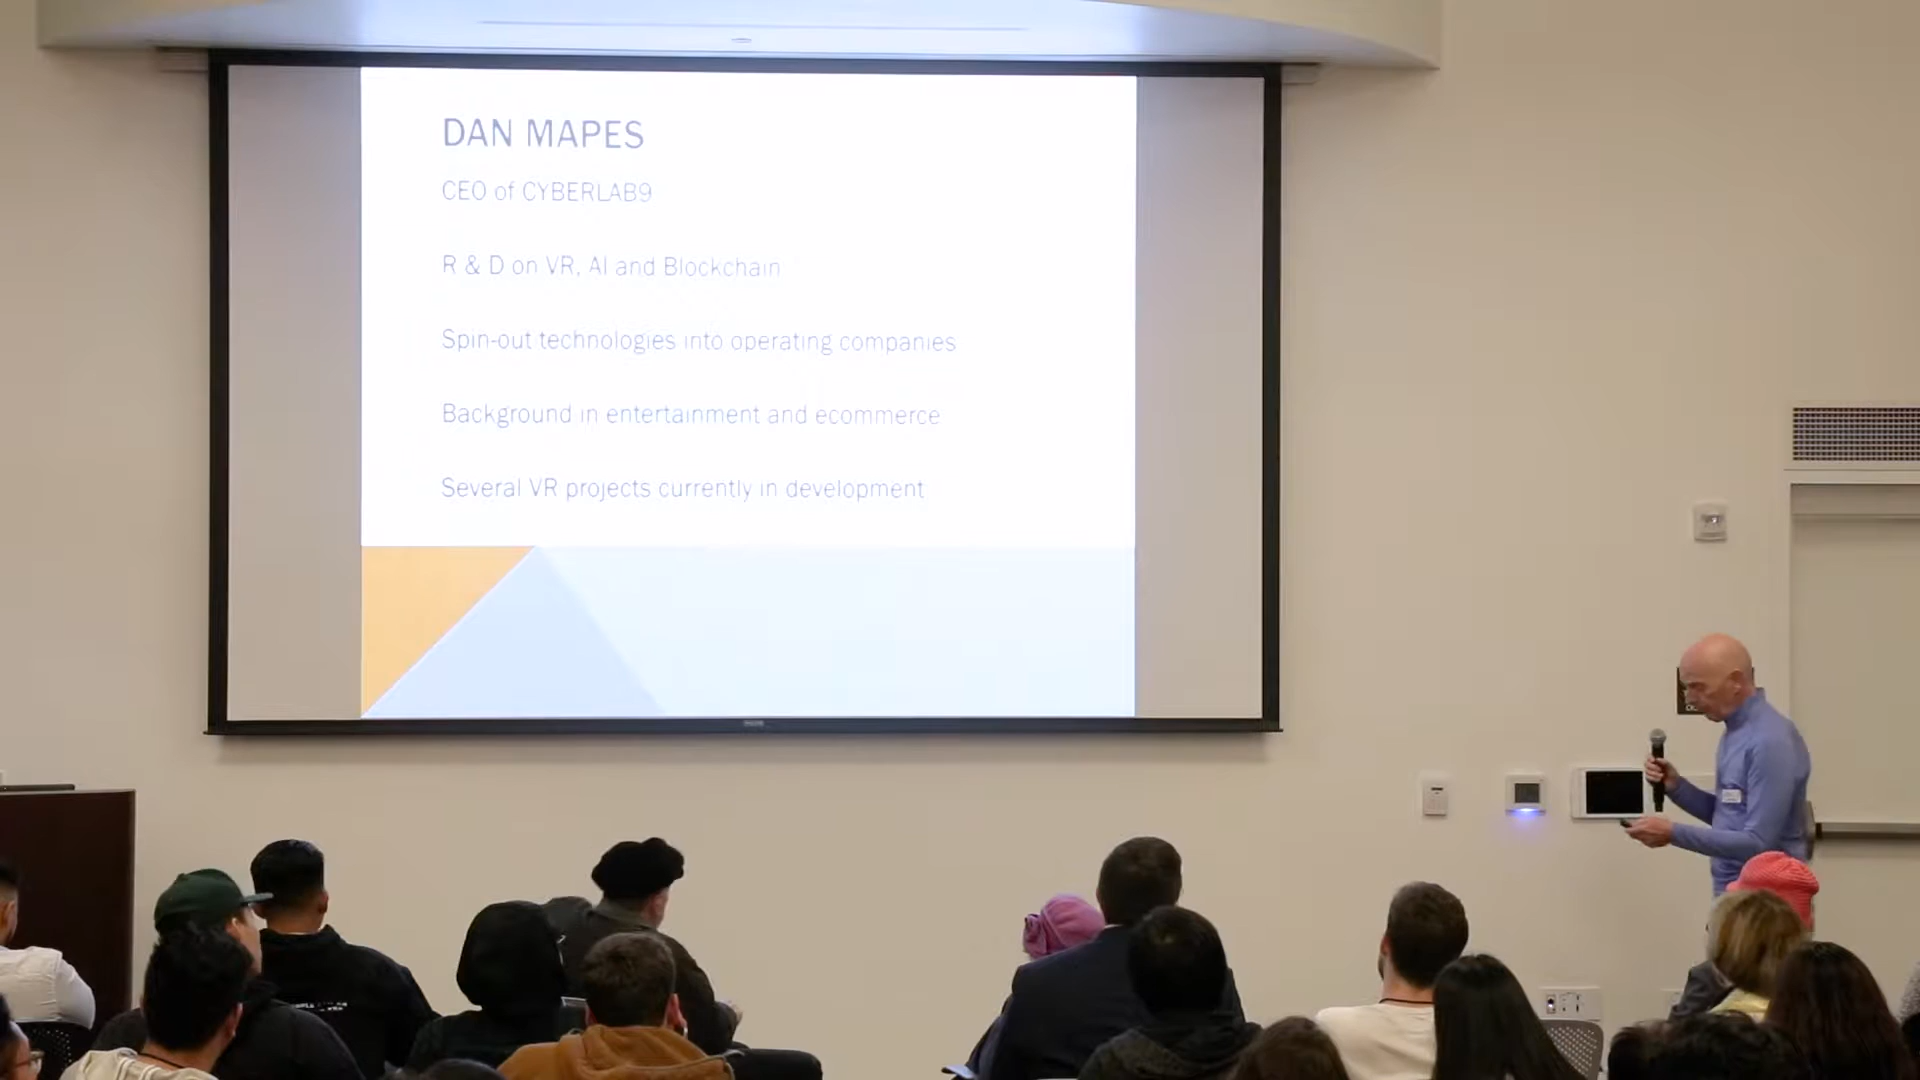 DAN MAPES
CEO of CYBERLAB9
R & D on VR, AI and Blockchain
Spin-out technologies into operating companies
Background in entertainment and ecommerce
Several VR projects currently in development